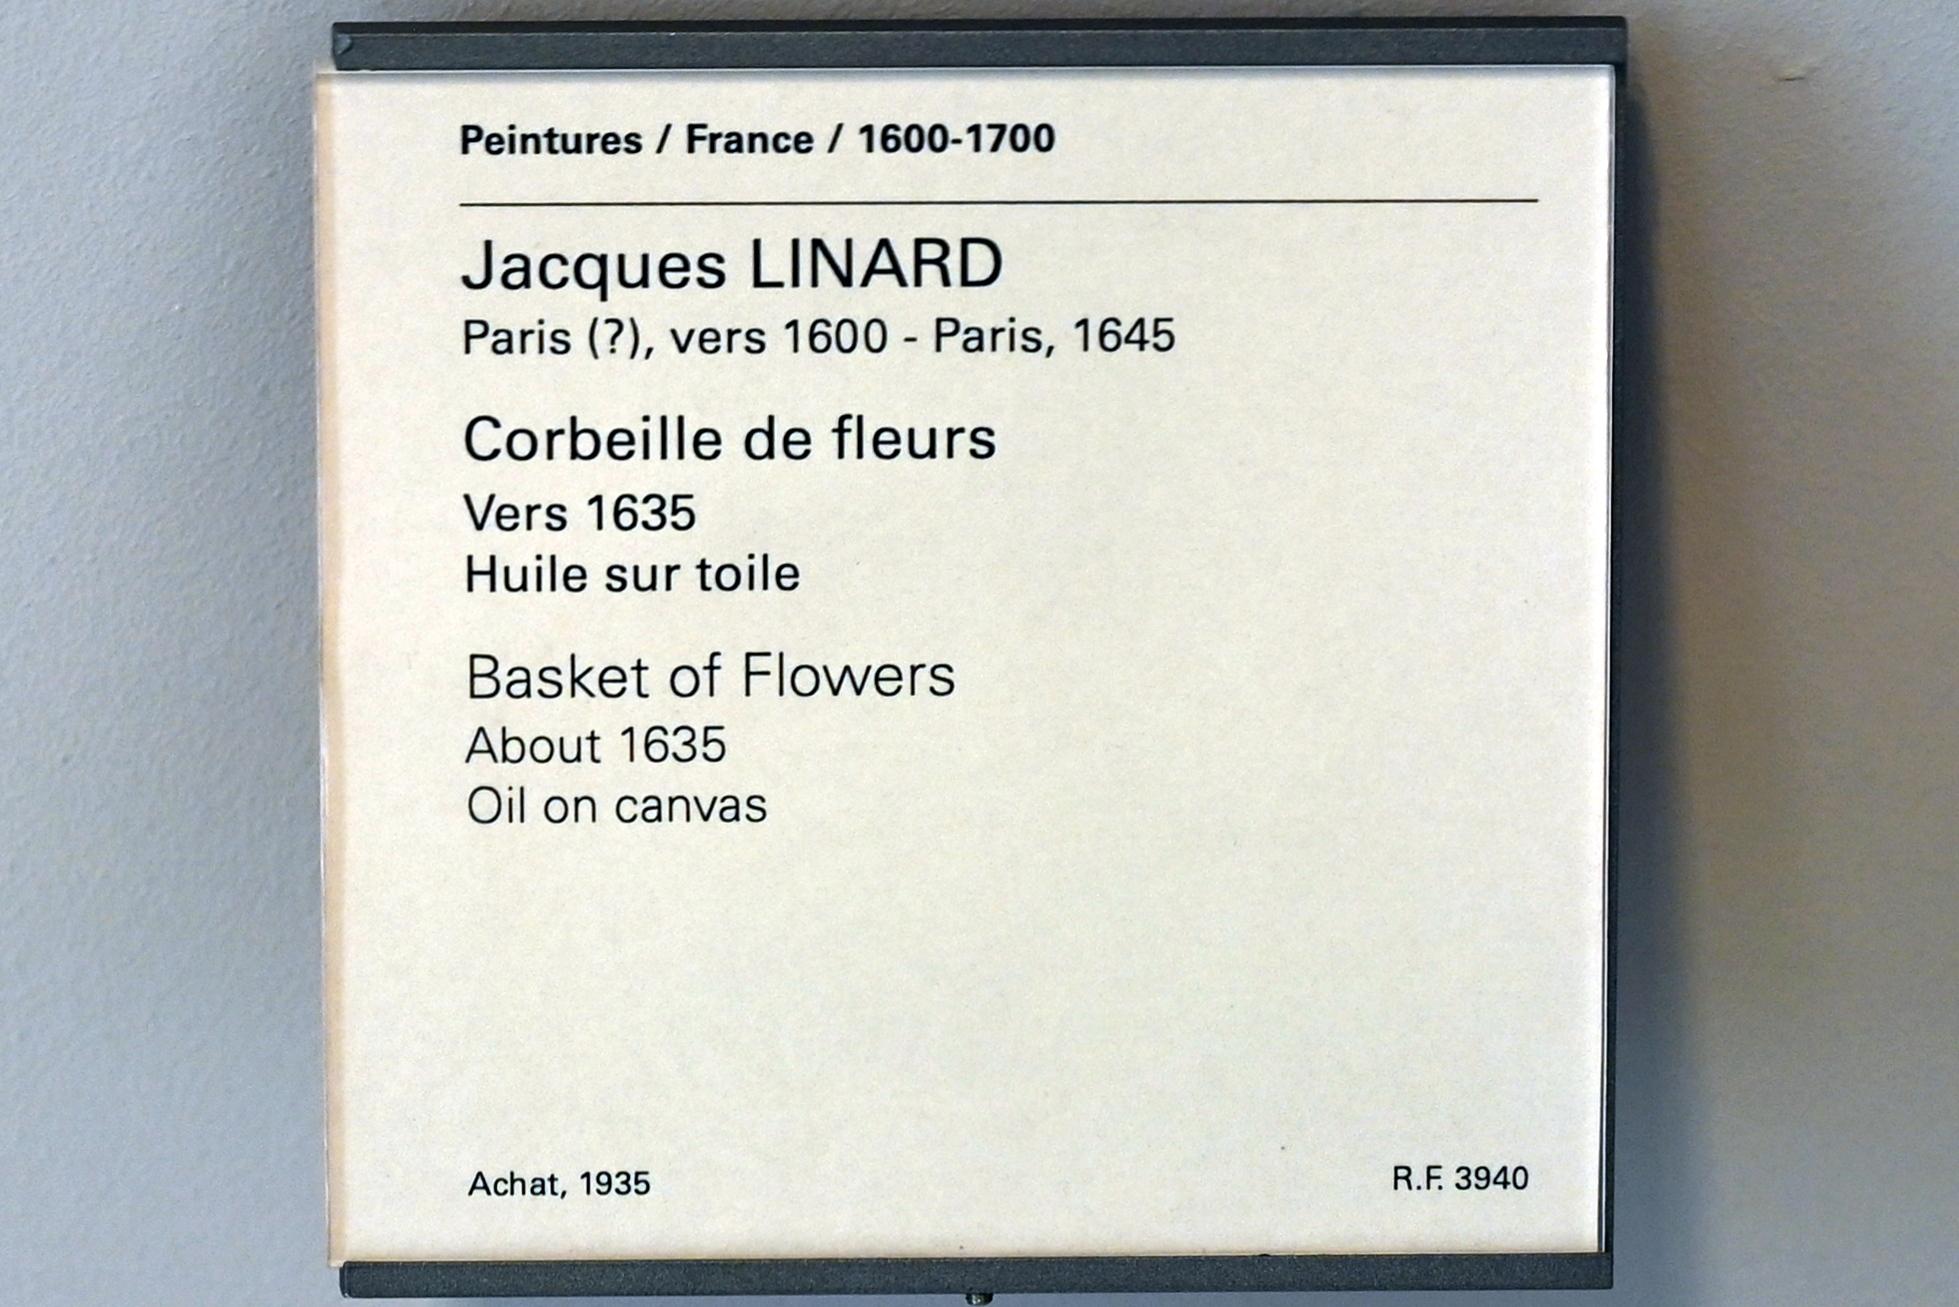 Peintures / France / 1600-1700
Jacques LINARD
Paris (?), vers 1600 - Paris, 1645
Corbeille de fleurs
Vers 1635
Huile sur toile
Basket of Flowers
About 1635
Oil on canvas
Achat, 1935
R.F. 3940